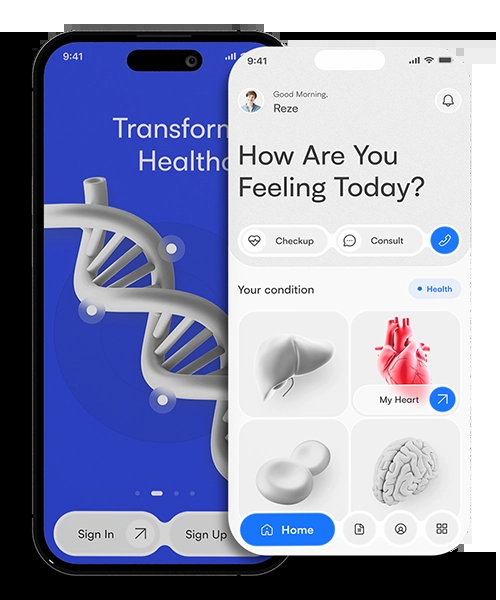 9:41
Transform
Sign In
Sign Up
9:41
Good Morning,
Reze
How Are You
Feeling Today?
Checkup
Consult
Your condition
Health
My Heart
Home